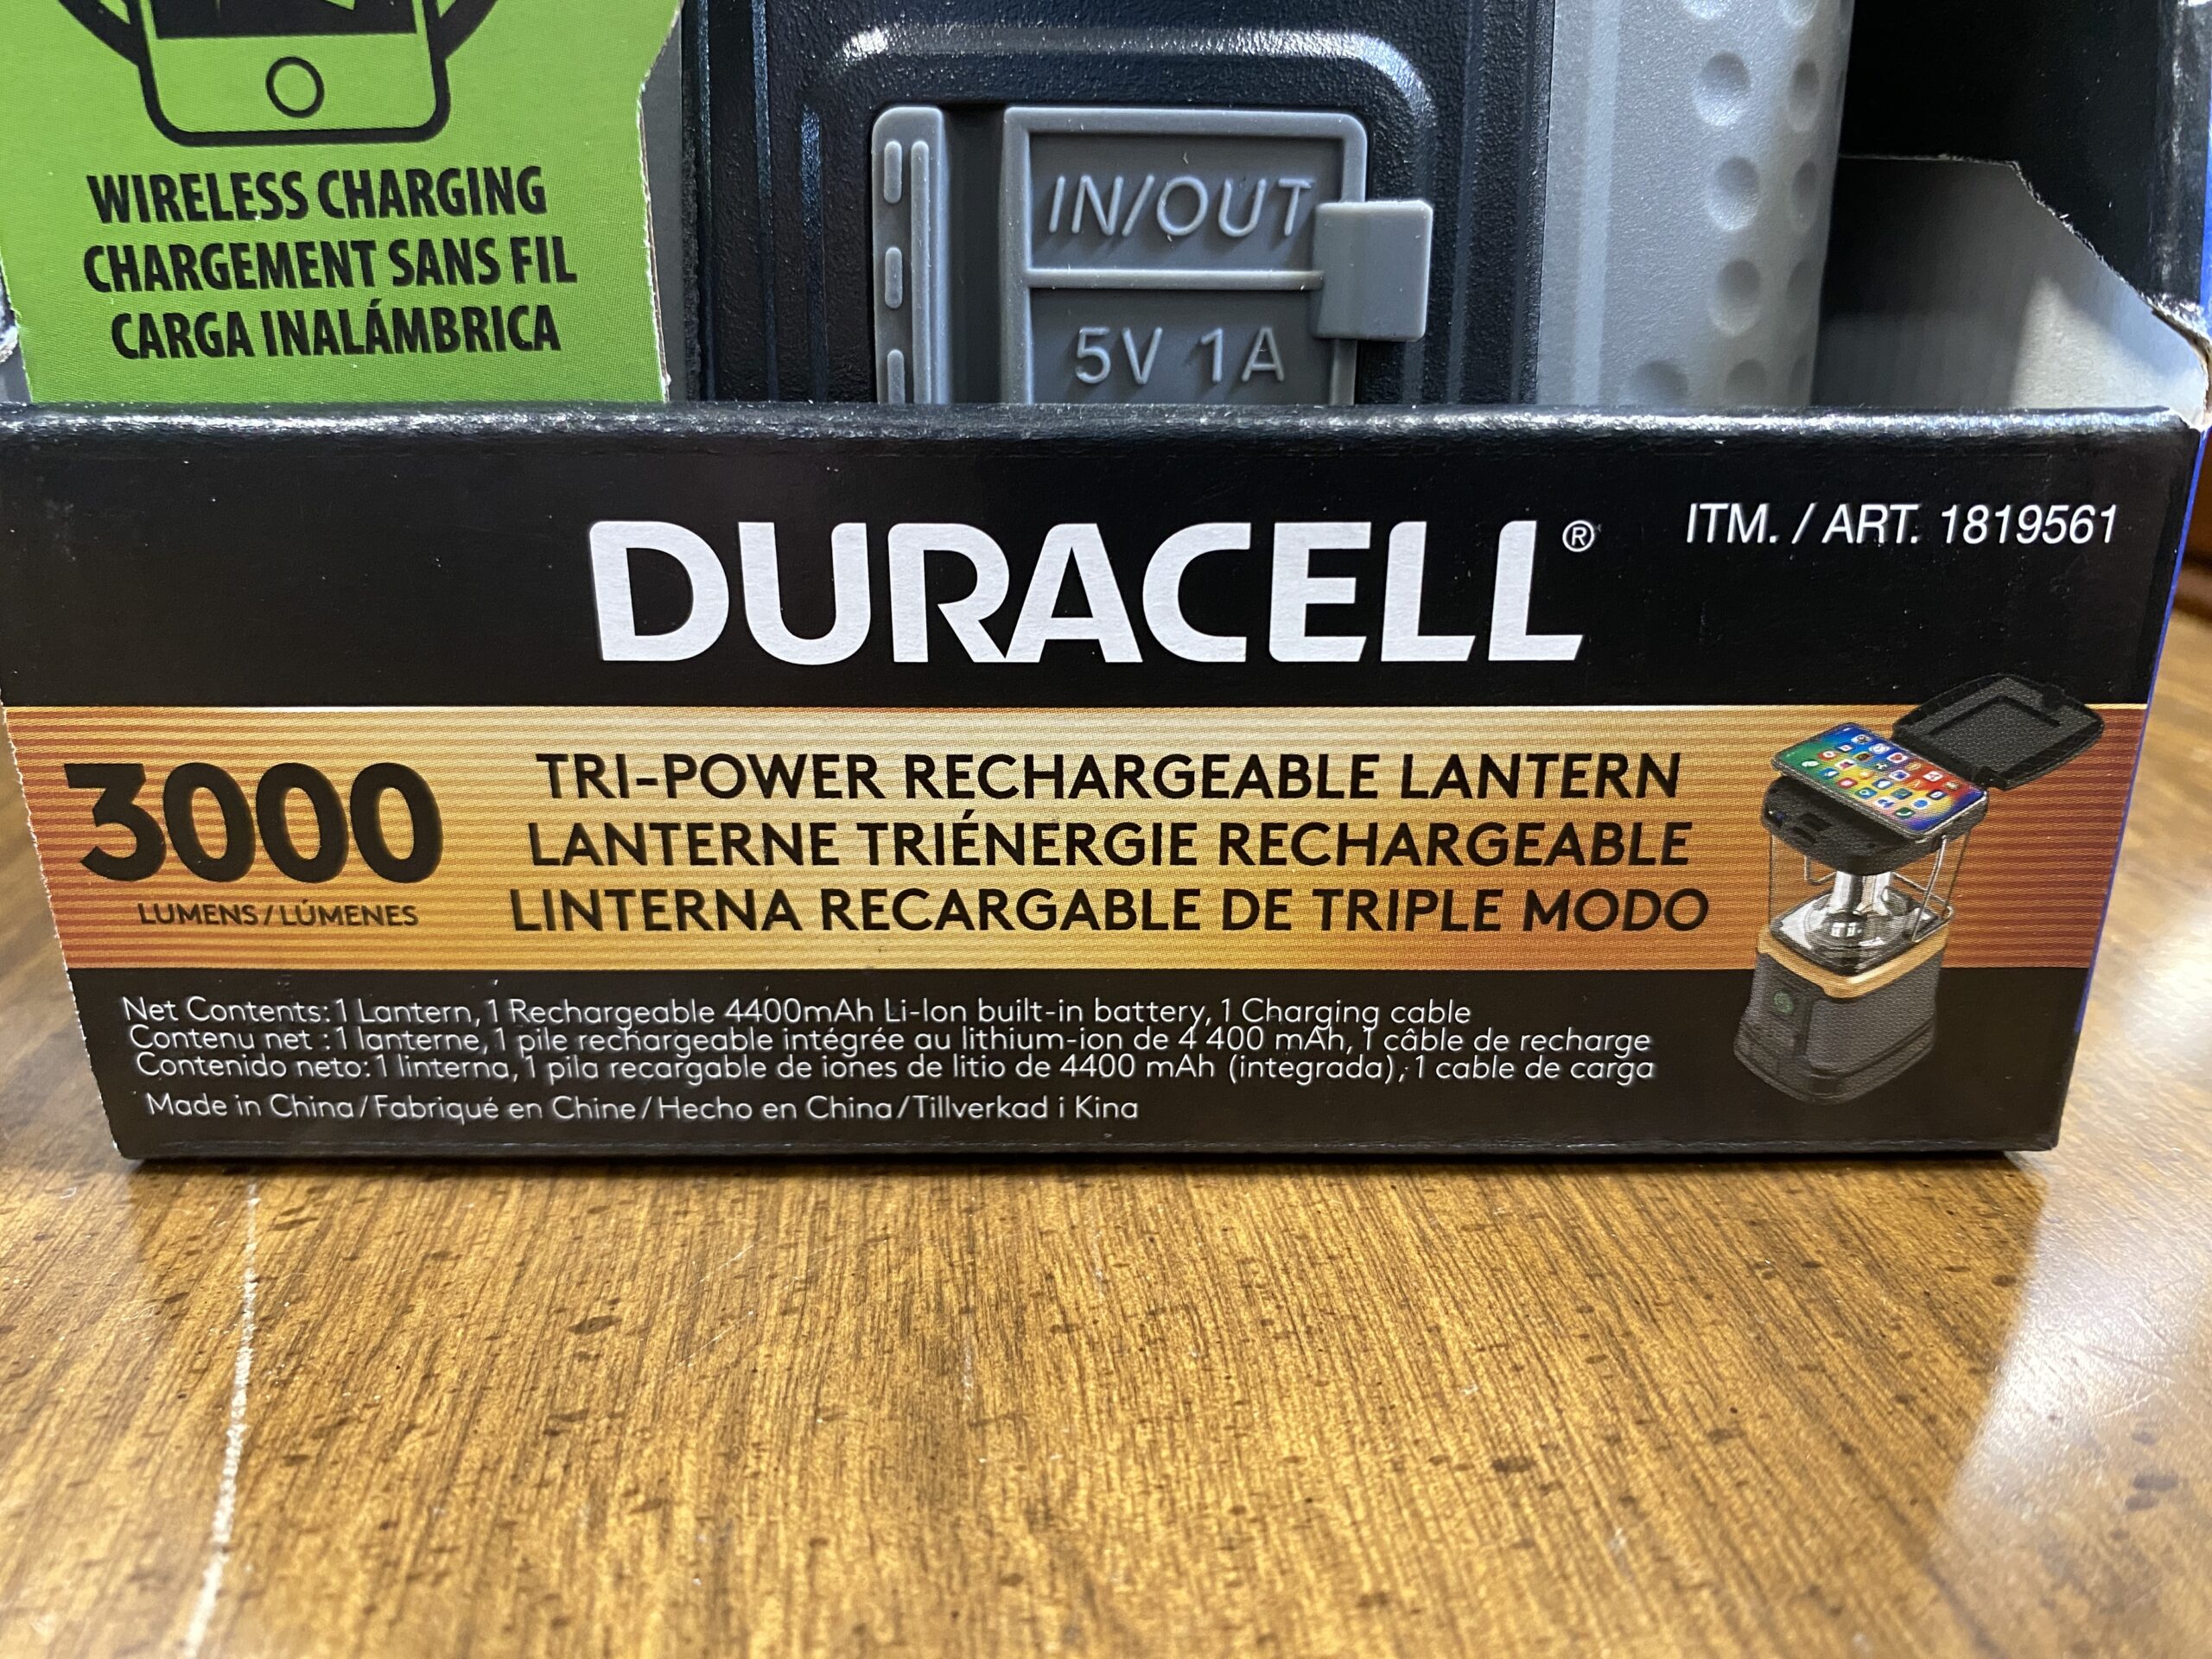 WIRELESS CHARGING
CHARGEMENT SANS FIL
CARGA INALÁMBRICA
IN/OUT
5V 1A
DURACELL®
ITM. / ART. 1819561
3000
LUMENS/LÚMENES
TRI-POWER RECHARGEABLE LANTERN
LANTERNE TRIÉNERGIE RECHARGEABLE
LINTERNA RECARGABLE DE TRIPLE MODO
Net Contents: 1 Lantern, 1 Rechargeable 4400mAh Li-Ion built-in battery, 1 Charging cable
Contenu net : 1 lanterne, 1 pile rechargeable intégrée au lithium-ion de 4 400 mAh, 1 câble de recharge
Contenido neto: 1 linterna, 1 pila recargable de iones de litio de 4400 mAh (integrada), 1 cable de carga
Made in China/Fabriqué en Chine/Hecho en China/Tillverkad i Kina